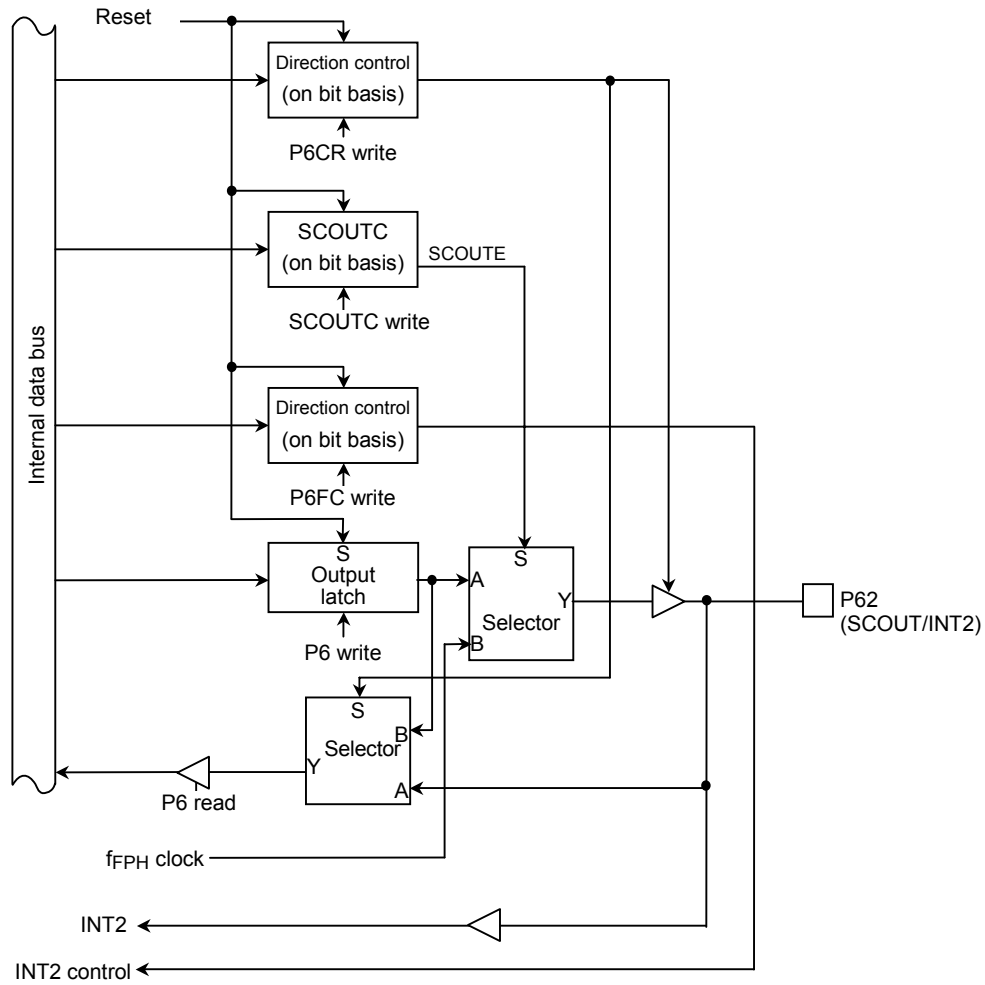 Reset
Direction control
(on bit basis)
P6CR write
SCOUTC
(on bit basis)
SCOUTE
SCOUTC write
Internal data bus
Direction control
(on bit basis)
P6FC write
S
Output
latch
P6 write
S
A
Y
Selector
B
P62
(SCOUT/INT2)
S
B
Selector
Y
A
P6 read
fFPH clock
INT2
INT2 control